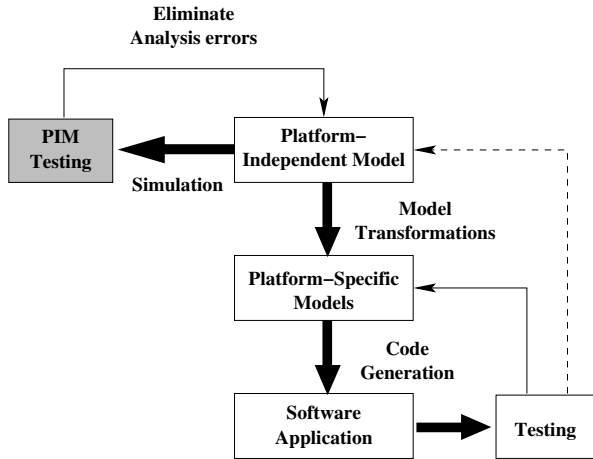 Eliminate
Analysis errors
PIM
Testing
Platform–
Independent Model
Simulation
Model
Transformations
Platform–Specific
Models
Code
Generation
Software
Application
Testing